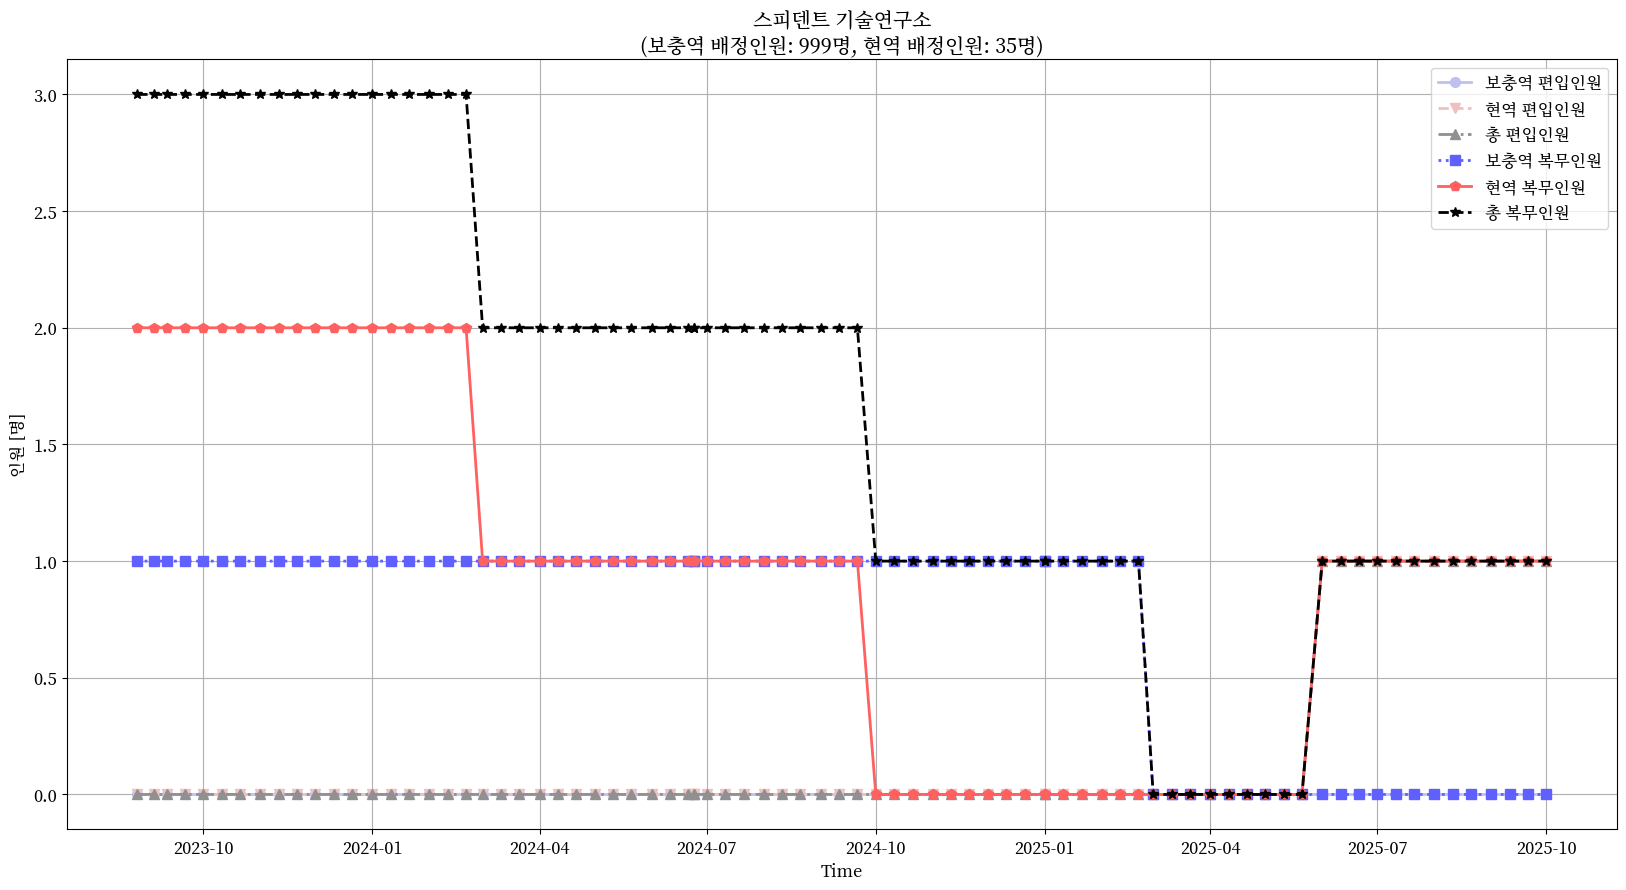 스피덴트 기술연구소
(보충역 배정인원: 999명, 현역 배정인원: 35명)
보충역 편입인원
현역 편입인원
총 편입인원
보충역 복무인원
현역 복무인원
총 복무인원
인원 [명]
3.0
2.5
2.0
1.5
1.0
0.5
0.0
2023-10
2024-01
2024-04
2024-07
2024-10
2025-01
2025-04
2025-07
2025-10
Time